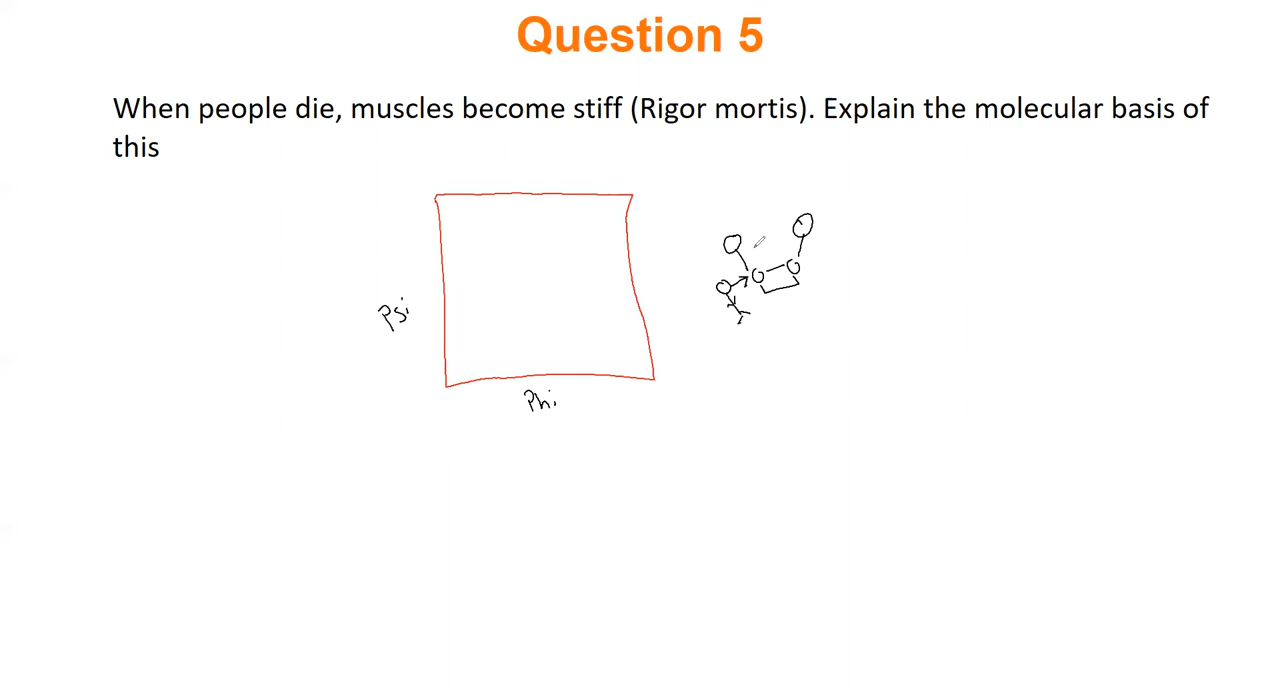 Question 5
When people die, muscles become stiff (Rigor mortis). Explain the molecular basis of
this
Psi
Phi